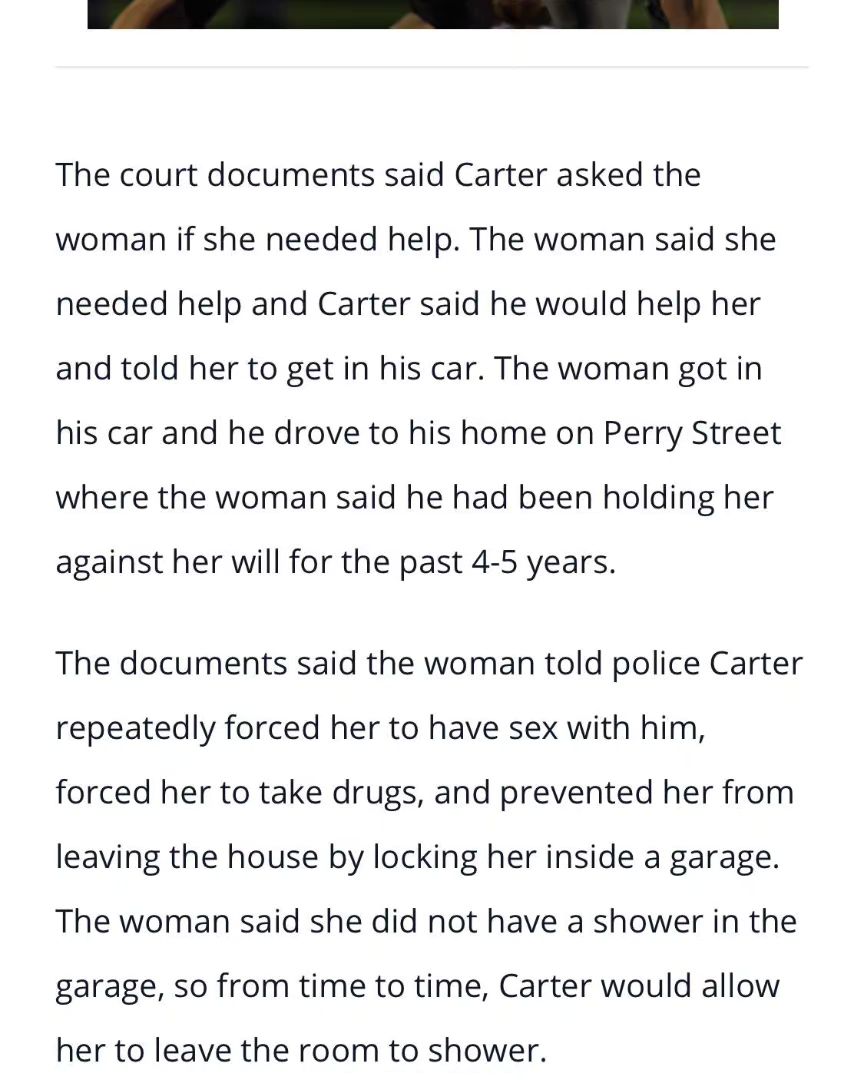 The court documents said Carter asked the
woman if she needed help. The woman said she
needed help and Carter said he would help her
and told her to get in his car. The woman got in
his car and he drove to his home on Perry Street
where the woman said he had been holding her
against her will for the past 4-5 years.
The documents said the woman told police Carter
repeatedly forced her to have sex with him,
forced her to take drugs, and prevented her from
leaving the house by locking her inside a garage.
The woman said she did not have a shower in the
garage, so from time to time, Carter would allow
her to leave the room to shower.